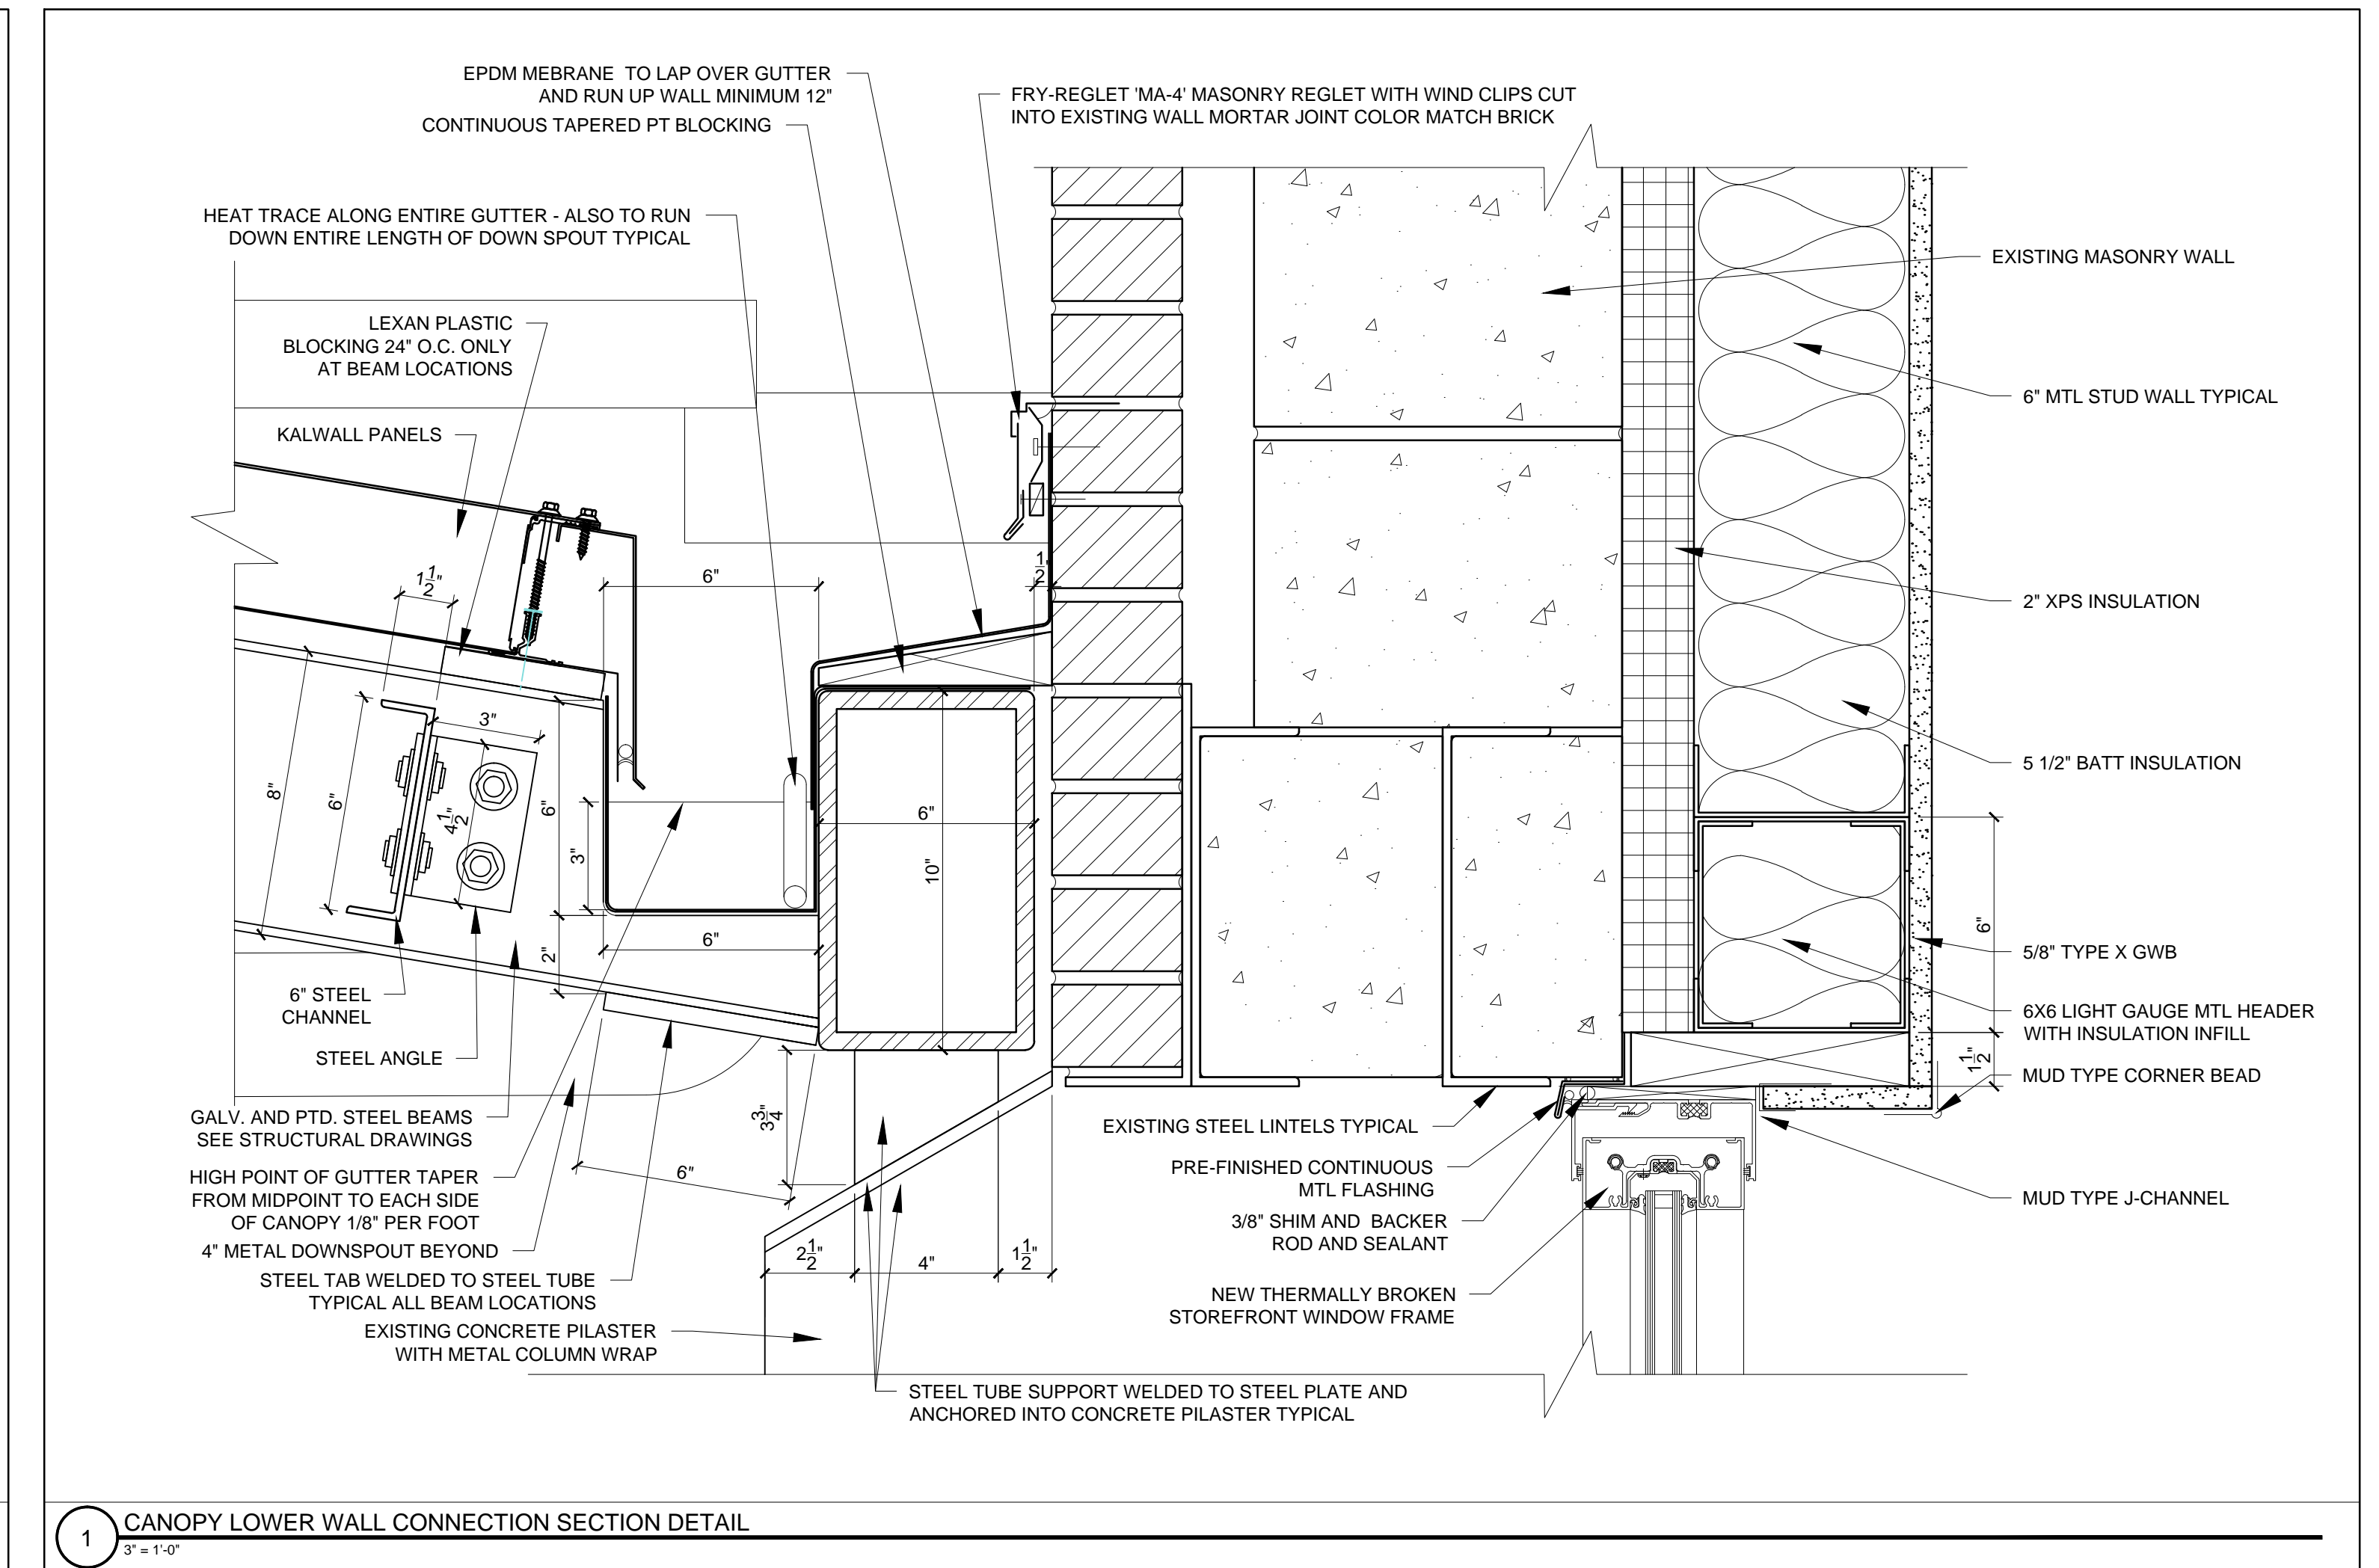 EPDM MEBRANE TO LAP OVER GUTTER
AND RUN UP WALL MINIMUM 12"
CONTINUOUS TAPERED PT BLOCKING
FRY-REGLET 'MA-4' MASONRY REGLET WITH WIND CLIPS CUT
INTO EXISTING WALL MORTAR JOINT COLOR MATCH BRICK
HEAT TRACE ALONG ENTIRE GUTTER - ALSO TO RUN
DOWN ENTIRE LENGTH OF DOWN SPOUT TYPICAL
LEXAN PLASTIC
BLOCKING 24" O.C. ONLY
AT BEAM LOCATIONS
KALWALL PANELS
EXISTING MASONRY WALL
6" MTL STUD WALL TYPICAL
2" XPS INSULATION
5 1/2" BATT INSULATION
5/8" TYPE X GWB
6X6 LIGHT GAUGE MTL HEADER
WITH INSULATION INFILL
MUD TYPE CORNER BEAD
MUD TYPE J-CHANNEL
1 1/2"
6"
1/2"
3"
8"
6"
4 1/2"
6"
3"
6"
10"
6"
2"
6"
1 1/2"
6"
3 3/4"
6"
2 1/2"
4"
1 1/2"
6" STEEL
CHANNEL
STEEL ANGLE
GALV. AND PTD. STEEL BEAMS
SEE STRUCTURAL DRAWINGS
HIGH POINT OF GUTTER TAPER
FROM MIDPOINT TO EACH SIDE
OF CANOPY 1/8" PER FOOT
4" METAL DOWNSPOUT BEYOND
STEEL TAB WELDED TO STEEL TUBE
TYPICAL ALL BEAM LOCATIONS
EXISTING CONCRETE PILASTER
WITH METAL COLUMN WRAP
STEEL TUBE SUPPORT WELDED TO STEEL PLATE AND
ANCHORED INTO CONCRETE PILASTER TYPICAL
EXISTING STEEL LINTELS TYPICAL
PRE-FINISHED CONTINUOUS
MTL FLASHING
3/8" SHIM AND BACKER
ROD AND SEALANT
NEW THERMALLY BROKEN
STOREFRONT WINDOW FRAME
1
CANOPY LOWER WALL CONNECTION SECTION DETAIL
3" = 1'-0"